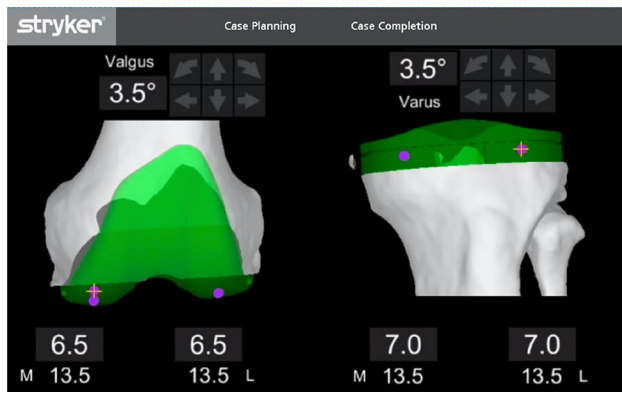 stryker
Case Planning Case Completion
Valgus
3.5°
3.5°
Varus
6.5 6.5
M 13.5 13.5 L
7.0 7.0
M 13.5 13.5 L